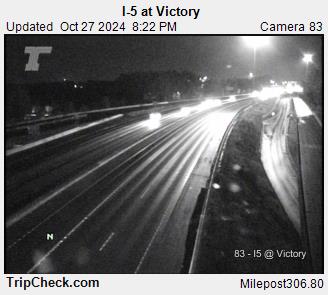 I-5 at Victory
Updated Oct 27 2024 8:22 PM Camera 83
T
N
83 - I5 @ Victory
TripCheck.com Milepost306.80